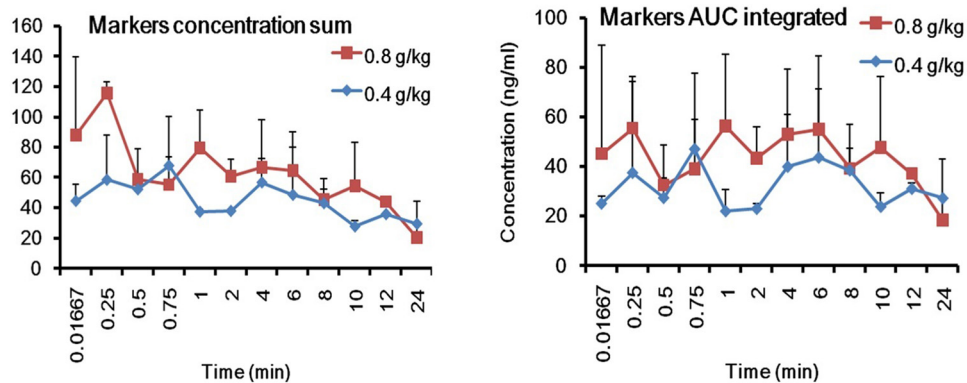 Markers concentration sum
160
140
120
100
80
60
40
20
0
0.8 g/kg
0.4 g/kg
0.01667 0.25 0.5 0.75 1 2 4 6 8 10 12 24
Time (min)
Markers AUC integrated
Concentration (ng/ml)
100
80
60
40
20
0
0.8 g/kg
0.4 g/kg
0.01667 0.25 0.5 0.75 1 2 4 6 8 10 12 24
Time (min)